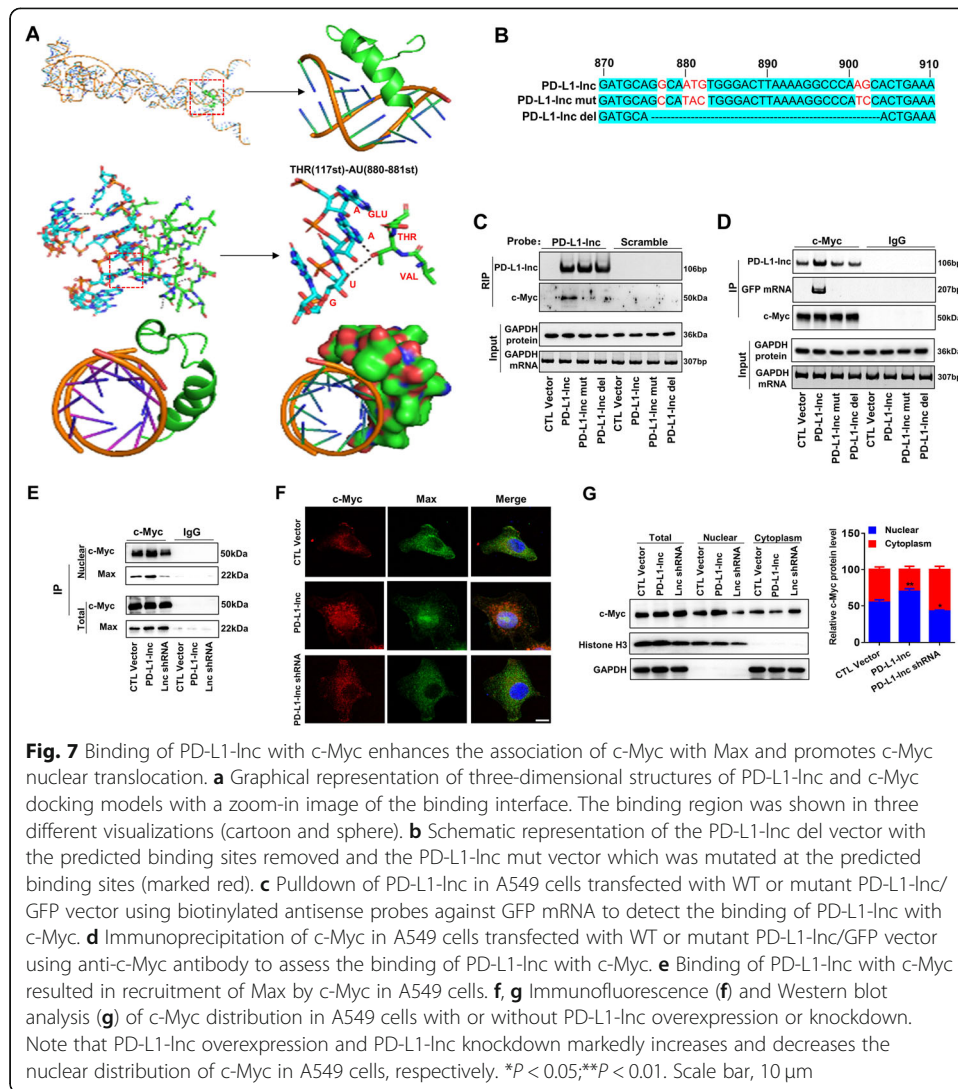 A
THR(117st)-AU(880-881st)
A
GLU
A
THR
U
VAL
G
B
870 880 890 900 910
PD-L1-lnc GATGCAGGCAATGTGGGACTTAAAAGGCCCAAGCACTGAAA
PD-L1-lnc mut GATGCAGCCATACTGGGACTTAAAAGGCCCATCCACTGAAA
PD-L1-lnc del GATGCA ACTGAAA
C
Probe: PD-L1-lnc Scramble
RIP
PD-L1-lnc 106bp
c-Myc 50kDa
Input
GAPDH protein 36kDa
GAPDH mRNA 307bp
CTL Vector
PD-L1-lnc
PD-L1-lnc mut
PD-L1-lnc del
CTL Vector
PD-L1-lnc
PD-L1-lnc mut
PD-L1-lnc del
D
c-Myc IgG
IP
PD-L1-lnc 106bp
GFP mRNA 207bp
c-Myc 50kDa
Input
GAPDH protein 36kDa
GAPDH mRNA 307bp
CTL Vector
PD-L1-lnc
PD-L1-lnc mut
PD-L1-lnc del
CTL Vector
PD-L1-lnc
PD-L1-lnc mut
PD-L1-lnc del
E
c-Myc IgG
IP
Nuclear
c-Myc 50kDa
Max 22kDa
Total
c-Myc 50kDa
Max 22kDa
CTL Vector
PD-L1-lnc
Lnc shRNA
CTL Vector
PD-L1-lnc
Lnc shRNA
F
c-Myc Max Merge
CTL Vector
PD-L1-lnc
PD-L1-lnc shRNA
G
Total Nuclear Cytoplasm
CTL Vector
PD-L1-lnc
Lnc shRNA
CTL Vector
PD-L1-lnc
Lnc shRNA
CTL Vector
PD-L1-lnc
Lnc shRNA
c-Myc
Histone H3
GAPDH
Nuclear
Cytoplasm
Relative c-Myc protein level
150
100
50
0
**
*
CTL Vector
PD-L1-lnc
PD-L1-lnc shRNA
Fig. 7 Binding of PD-L1-lnc with c-Myc enhances the association of c-Myc with Max and promotes c-Myc
nuclear translocation. a Graphical representation of three-dimensional structures of PD-L1-lnc and c-Myc
docking models with a zoom-in image of the binding interface. The binding region was shown in three
different visualizations (cartoon and sphere). b Schematic representation of the PD-L1-lnc del vector with
the predicted binding sites removed and the PD-L1-lnc mut vector which was mutated at the predicted
binding sites (marked red). c Pulldown of PD-L1-lnc in A549 cells transfected with WT or mutant PD-L1-lnc/
GFP vector using biotinylated antisense probes against GFP mRNA to detect the binding of PD-L1-lnc with
c-Myc. d Immunoprecipitation of c-Myc in A549 cells transfected with WT or mutant PD-L1-lnc/GFP vector
using anti-c-Myc antibody to assess the binding of PD-L1-lnc with c-Myc. e Binding of PD-L1-lnc with c-Myc
resulted in recruitment of Max by c-Myc in A549 cells. f, g Immunofluorescence (f) and Western blot
analysis (g) of c-Myc distribution in A549 cells with or without PD-L1-lnc overexpression or knockdown.
Note that PD-L1-lnc overexpression and PD-L1-lnc knockdown markedly increases and decreases the
nuclear distribution of c-Myc in A549 cells, respectively. *P < 0.05;**P < 0.01. Scale bar, 10 μm